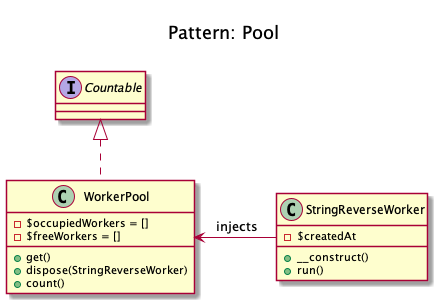 Pattern: Pool
I Countable
C WorkerPool
$occupiedWorkers = []
$freeWorkers = []
get()
dispose(StringReverseWorker)
count()
injects
C StringReverseWorker
$createdAt
__construct()
run()